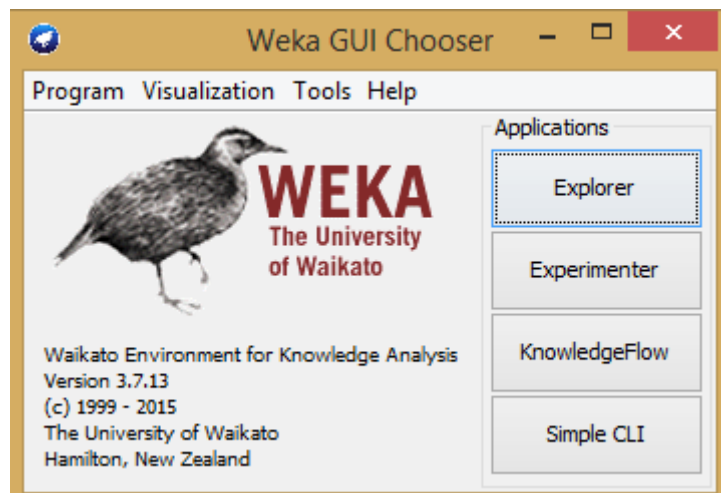 Weka GUI Chooser
Program Visualization Tools Help
WEKA
The University
of Waikato
Waikato Environment for Knowledge Analysis
Version 3.7.13
(c) 1999 - 2015
The University of Waikato
Hamilton, New Zealand
Applications
Explorer
Experimenter
KnowledgeFlow
Simple CLI